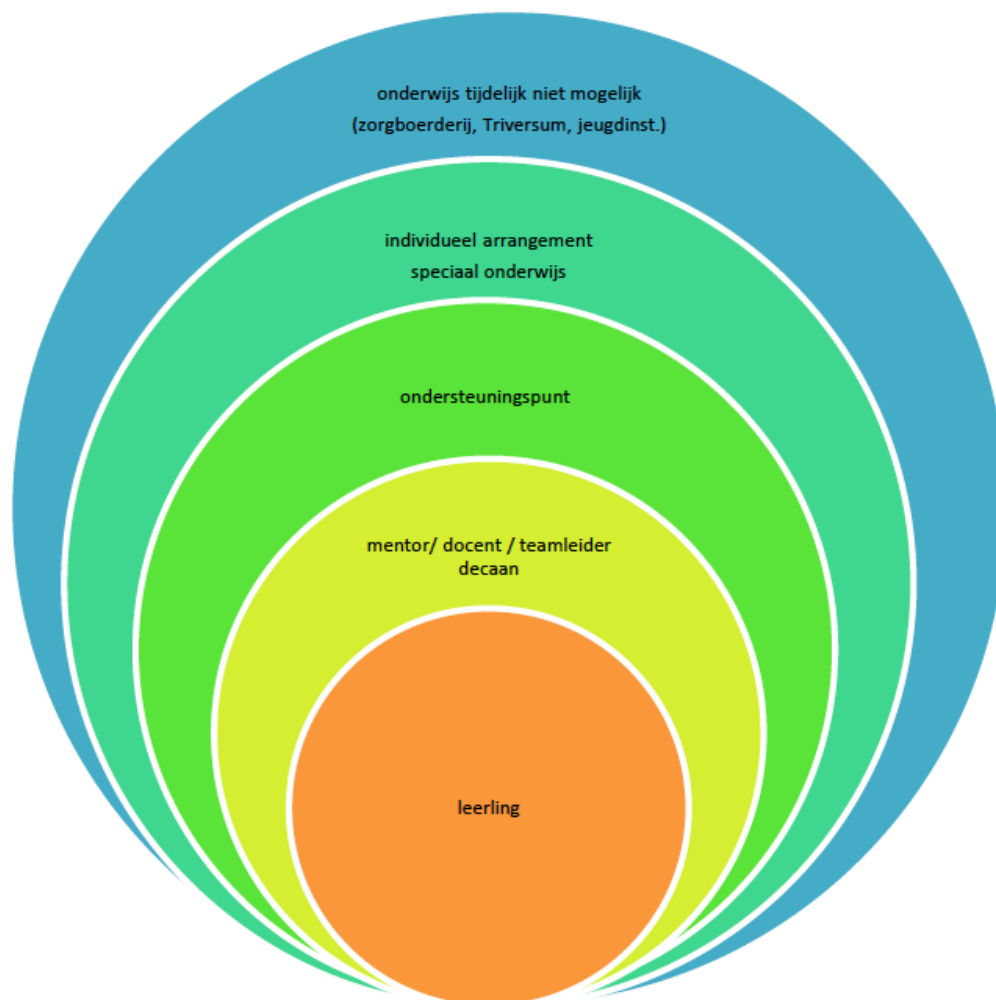 onderwijs tijdelijk niet mogelijk
(zorgboerderij, Triversum, jeugdinst.)
individueel arrangement
speciaal onderwijs
ondersteuningspunt
mentor/ docent / teamleider
decaan
leerling